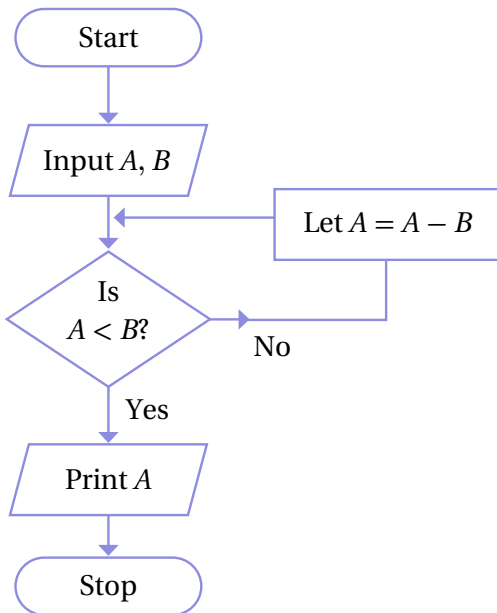 Start
Input A, B
Let A = A − B
Is
A < B?
No
Yes
Print A
Stop